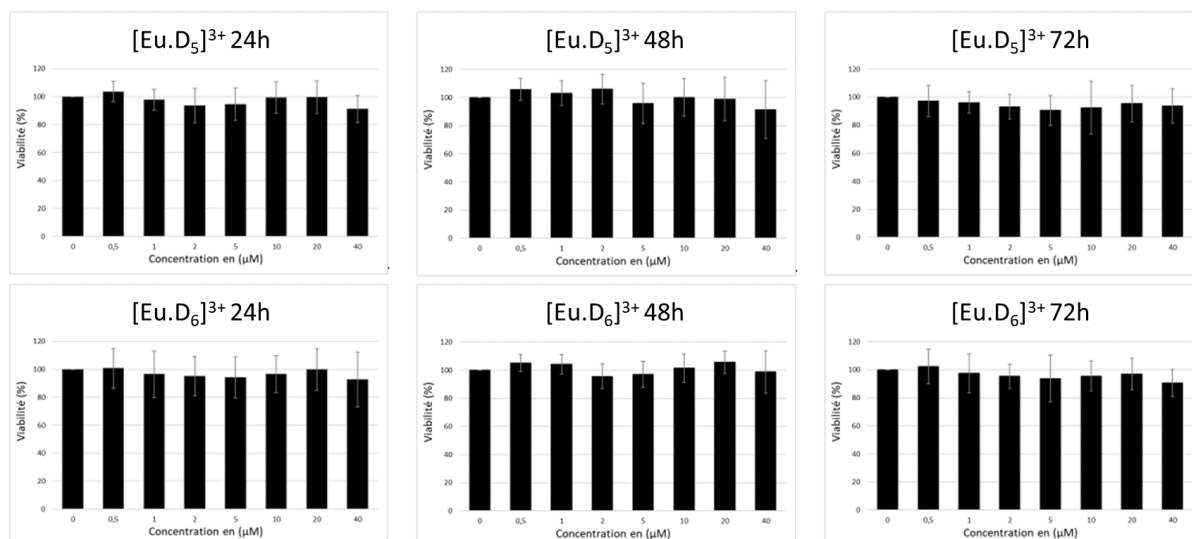 [Eu.D₅]³⁺ 24h
120
100
80
60
40
20
0
Viabilité (%)
0 0,5 1 2 5 10 20 40
Concentration en (µM)
[Eu.D₅]³⁺ 48h
120
100
80
60
40
20
0
Viabilité (%)
0 0,5 1 2 5 10 20 40
Concentration en (µM)
[Eu.D₅]³⁺ 72h
120
100
80
60
40
20
0
Viabilité (%)
0 0,5 1 2 5 10 20 40
Concentration en (µM)
[Eu.D₆]³⁺ 24h
120
100
80
60
40
20
0
Viabilité (%)
0 0,5 1 2 5 10 20 40
Concentration en (µM)
[Eu.D₆]³⁺ 48h
120
100
80
60
40
20
0
Viabilité (%)
0 0,5 1 2 5 10 20 40
Concentration en (µM)
[Eu.D₆]³⁺ 72h
120
100
80
60
40
20
0
Viabilité (%)
0 0,5 1 2 5 10 20 40
Concentration en (µM)